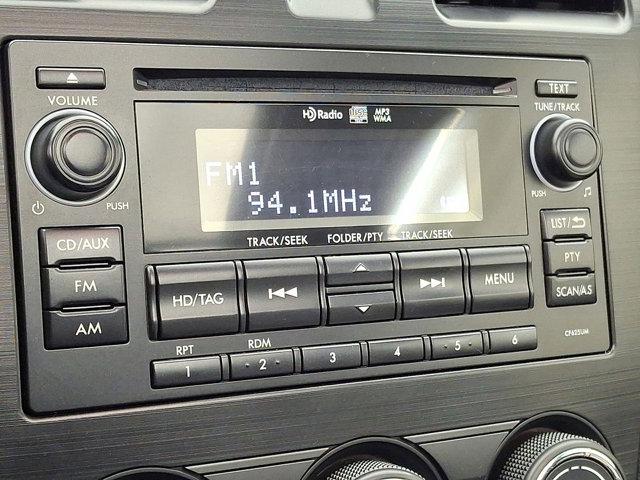 TEXT
VOLUME
TUNE/TRACK
HD Radio
MP3
WMA
FM1
94.1MHz
PUSH
PUSH
TRACK/SEEK FOLDER/PTY TRACK/SEEK
CD/AUX
LIST/
FM
HD/TAG
MENU
PTY
AM
SCAN/A.S
CF625UM
RPT RDM
1 2 3 4 5 6